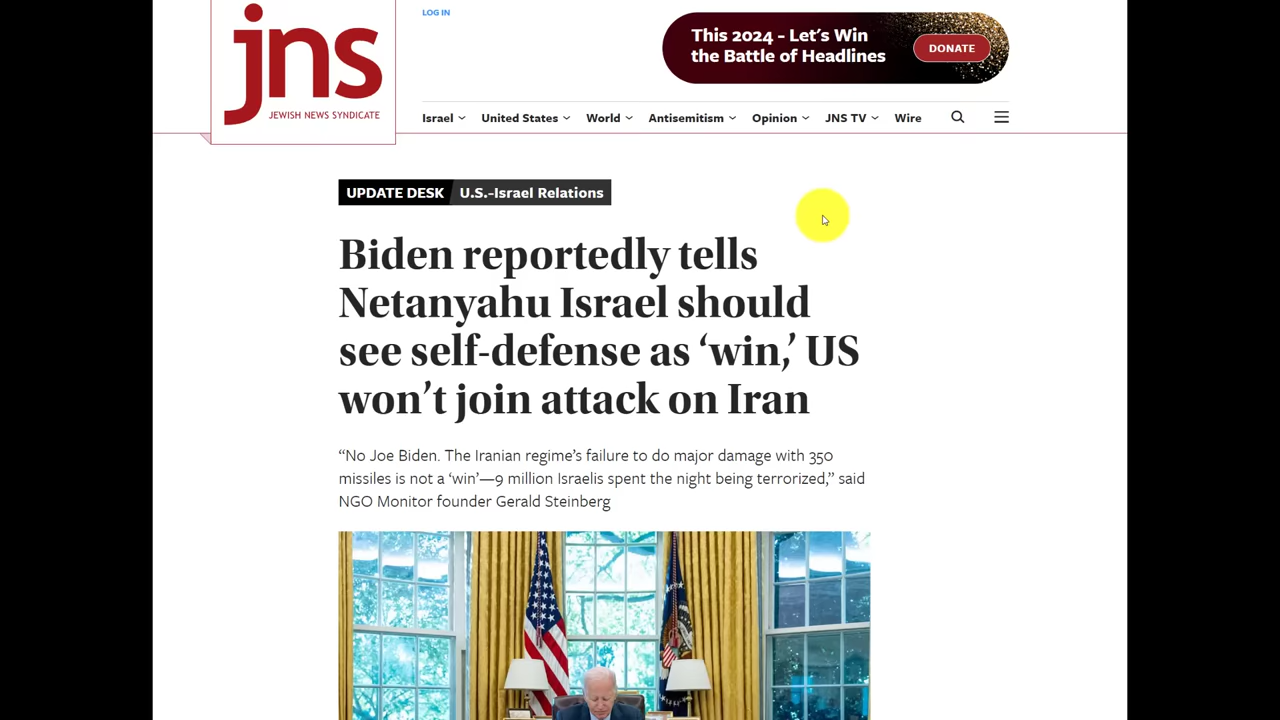 jns
JEWISH NEWS SYNDICATE
LOG IN
This 2024 - Let's Win
the Battle of Headlines
DONATE
Israel United States World Antisemitism Opinion JNS TV Wire
UPDATE DESK U.S.-Israel Relations
Biden reportedly tells
Netanyahu Israel should
see self-defense as ‘win,’ US
won’t join attack on Iran
“No Joe Biden. The Iranian regime’s failure to do major damage with 350
missiles is not a ‘win’—9 million Israelis spent the night being terrorized,” said
NGO Monitor founder Gerald Steinberg